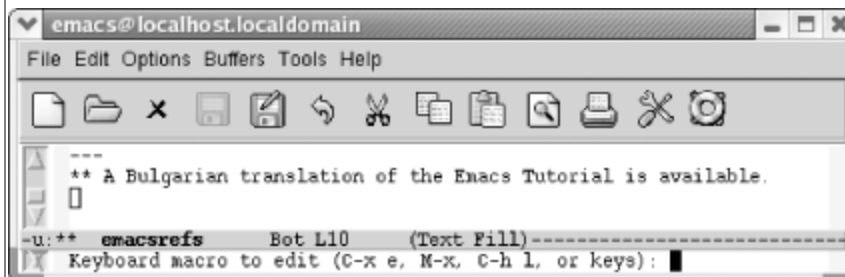 emacs@localhost.localdomain
File Edit Options Buffers Tools Help
---
** A Bulgarian translation of the Emacs Tutorial is available.
-u:** emacsrefs Bot L10 (Text Fill)----------------------------
Keyboard macro to edit (C-x e, M-x, C-h l, or keys):